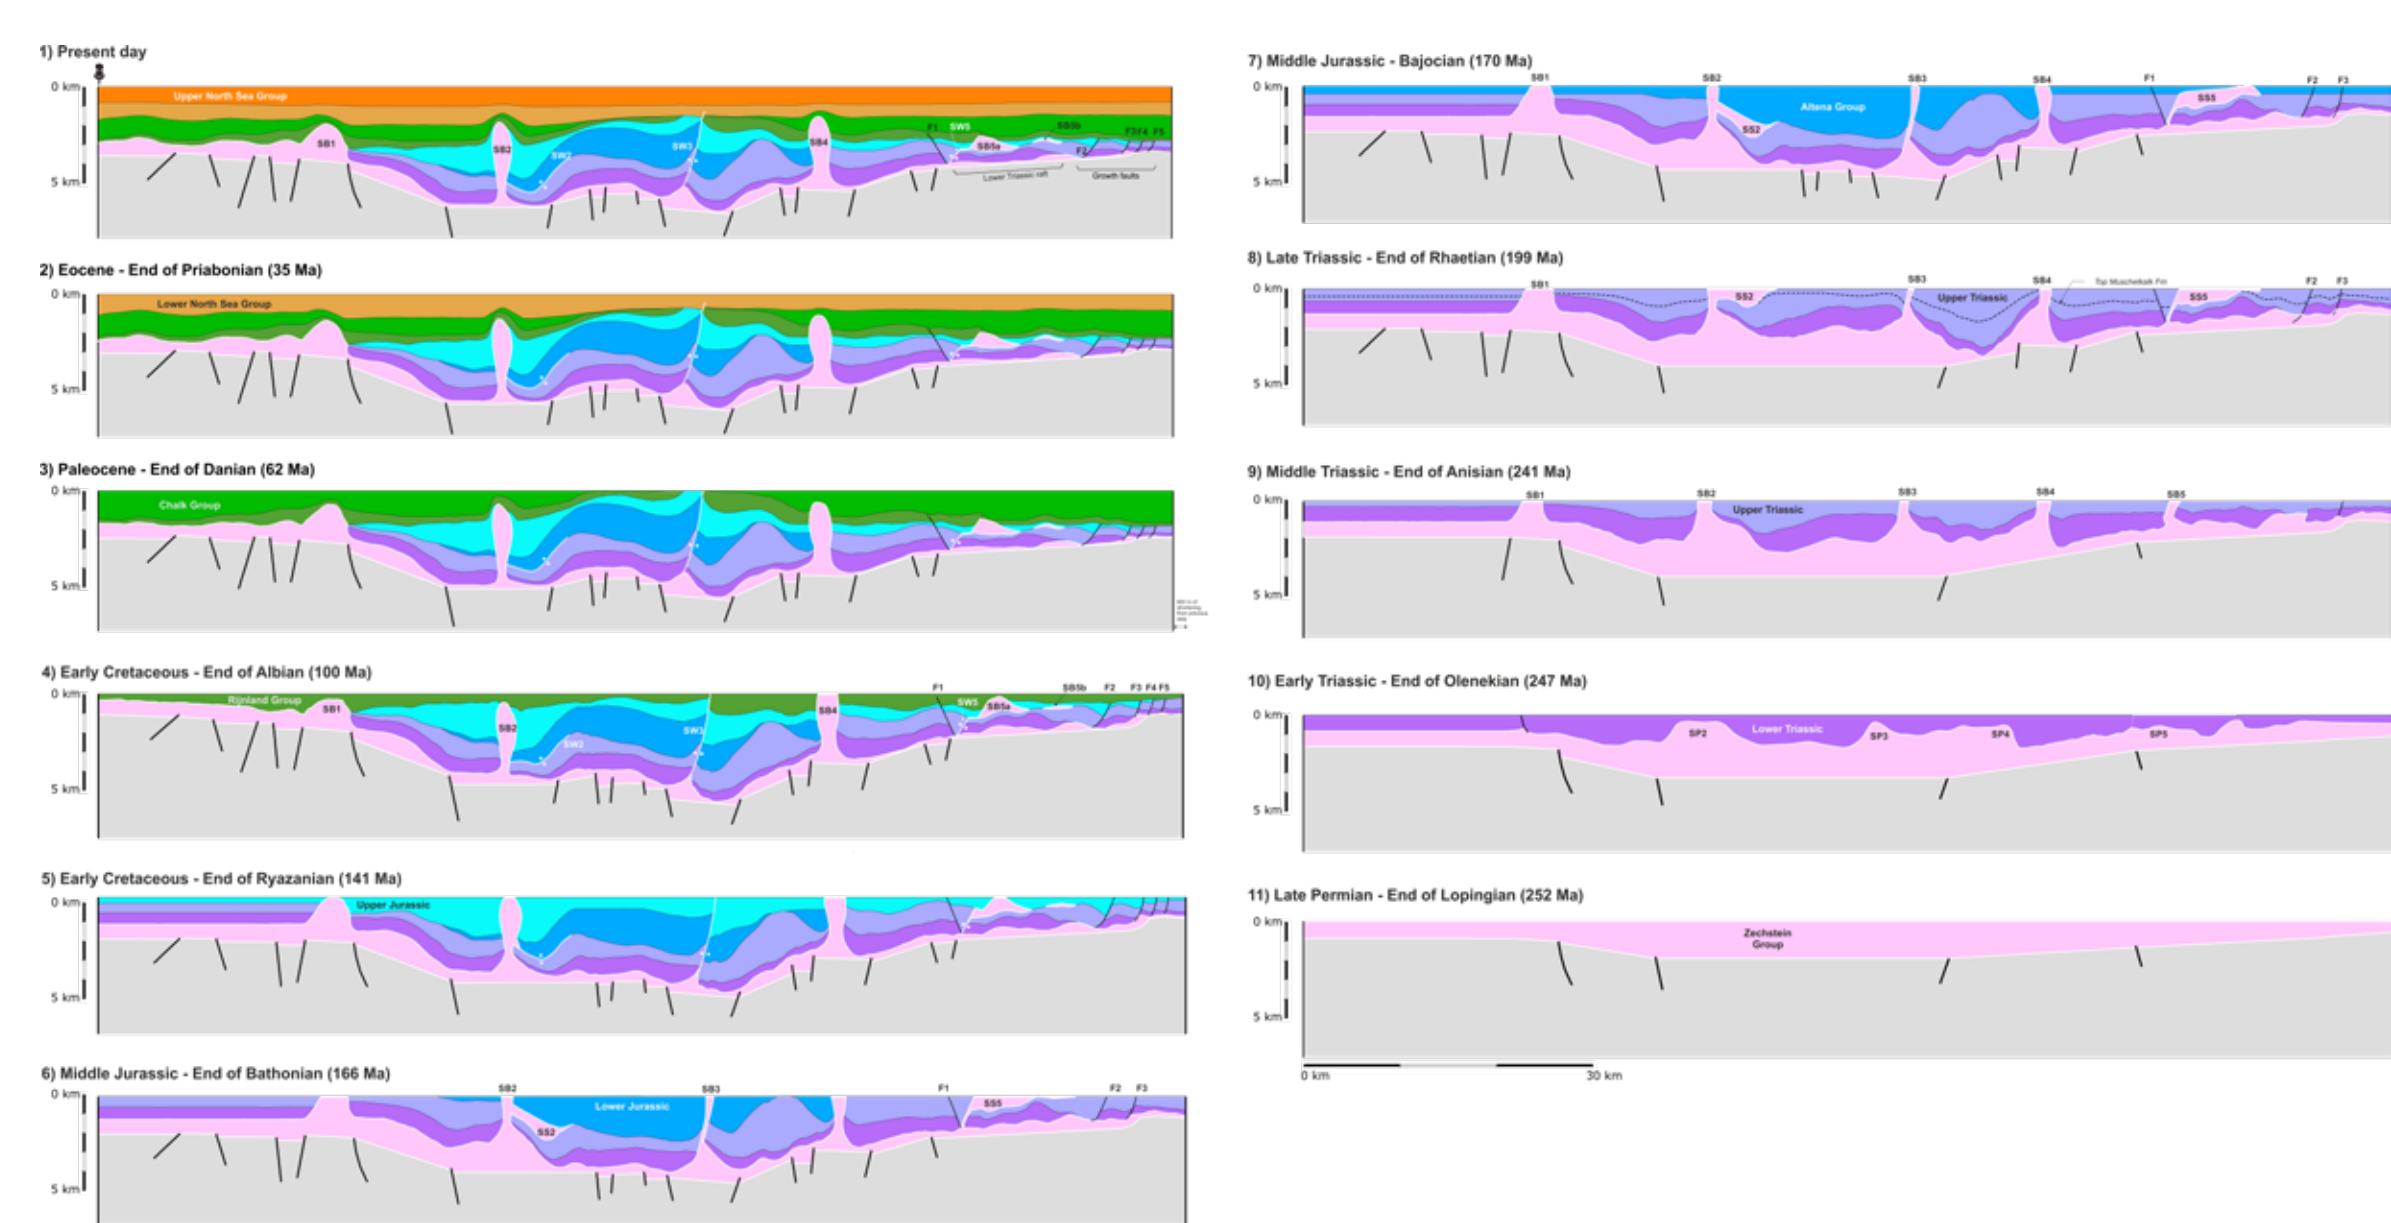 1) Present day
0 km
Upper North Sea Group
F1 SW5 SB5b
SB1 SB2 SW2 SW3 SB4 SB5a F2 F3 F4 F5
5 km
Lower Triassic raft Growth faults
2) Eocene - End of Priabonian (35 Ma)
0 km
Lower North Sea Group
5 km
3) Paleocene - End of Danian (62 Ma)
0 km
Chalk Group
5 km
4) Early Cretaceous - End of Albian (100 Ma)
F1 SB5b F2 F3 F4 F5
0 km
Rijnland Group
SB1 SB2 SW2 SW3 SB4 SW5 SB5a
5 km
5) Early Cretaceous - End of Ryazanian (141 Ma)
0 km
Upper Jurassic
5 km
6) Middle Jurassic - End of Bathonian (166 Ma)
SB2 SB3 F1 F2 F3
0 km
Lower Jurassic
SS5
SS2
5 km
7) Middle Jurassic - Bajocian (170 Ma)
SB1 SB2 SB3 SB4 F1 F2 F3
0 km
Altena Group
SS5
SS2
5 km
8) Late Triassic - End of Rhaetian (199 Ma)
SB1 SB3 SB4 Top Muschelkalk Fm F2 F3
0 km
SS2 Upper Triassic SS5
5 km
9) Middle Triassic - End of Anisian (241 Ma)
SB1 SB2 SB3 SB4 SB5
0 km
Upper Triassic
5 km
10) Early Triassic - End of Olenekian (247 Ma)
0 km
SP2 Lower Triassic SP3 SP4 SP5
5 km
11) Late Permian - End of Lopingian (252 Ma)
0 km
Zechstein
Group
5 km
0 km 30 km